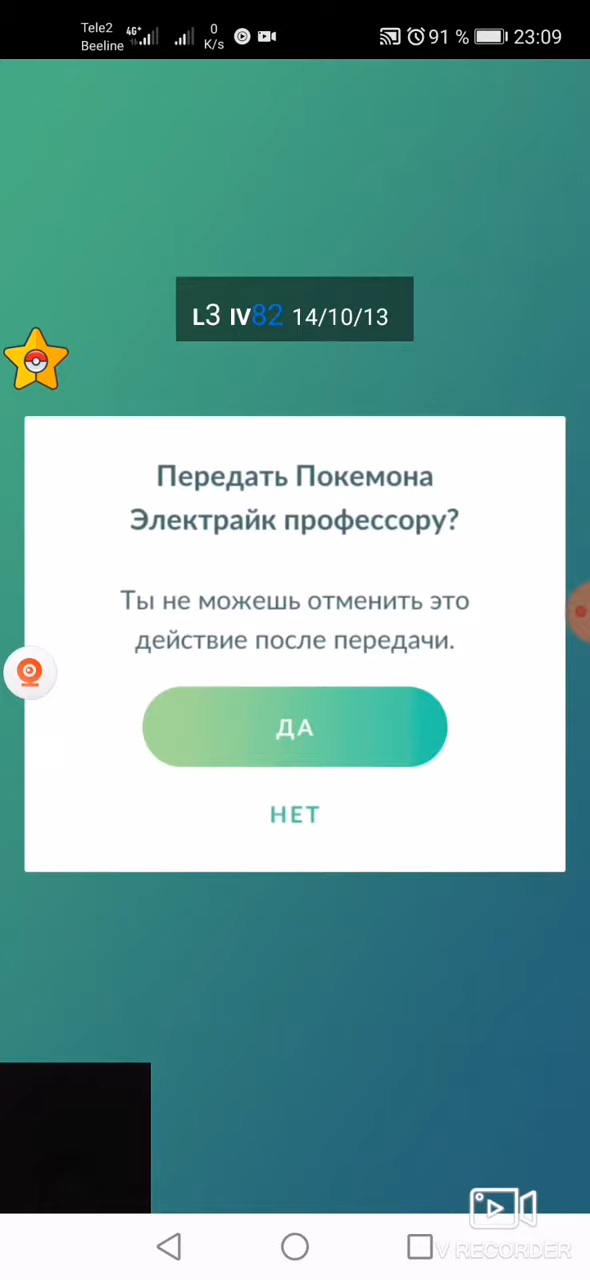 Tele2 4G+ 0 91 % 23:09
Beeline K/s
L3 IV82 14/10/13
Передать Покемона
Электрайк профессору?
Ты не можешь отменить это
действие после передачи.
ДА
НЕТ
V RECORDER